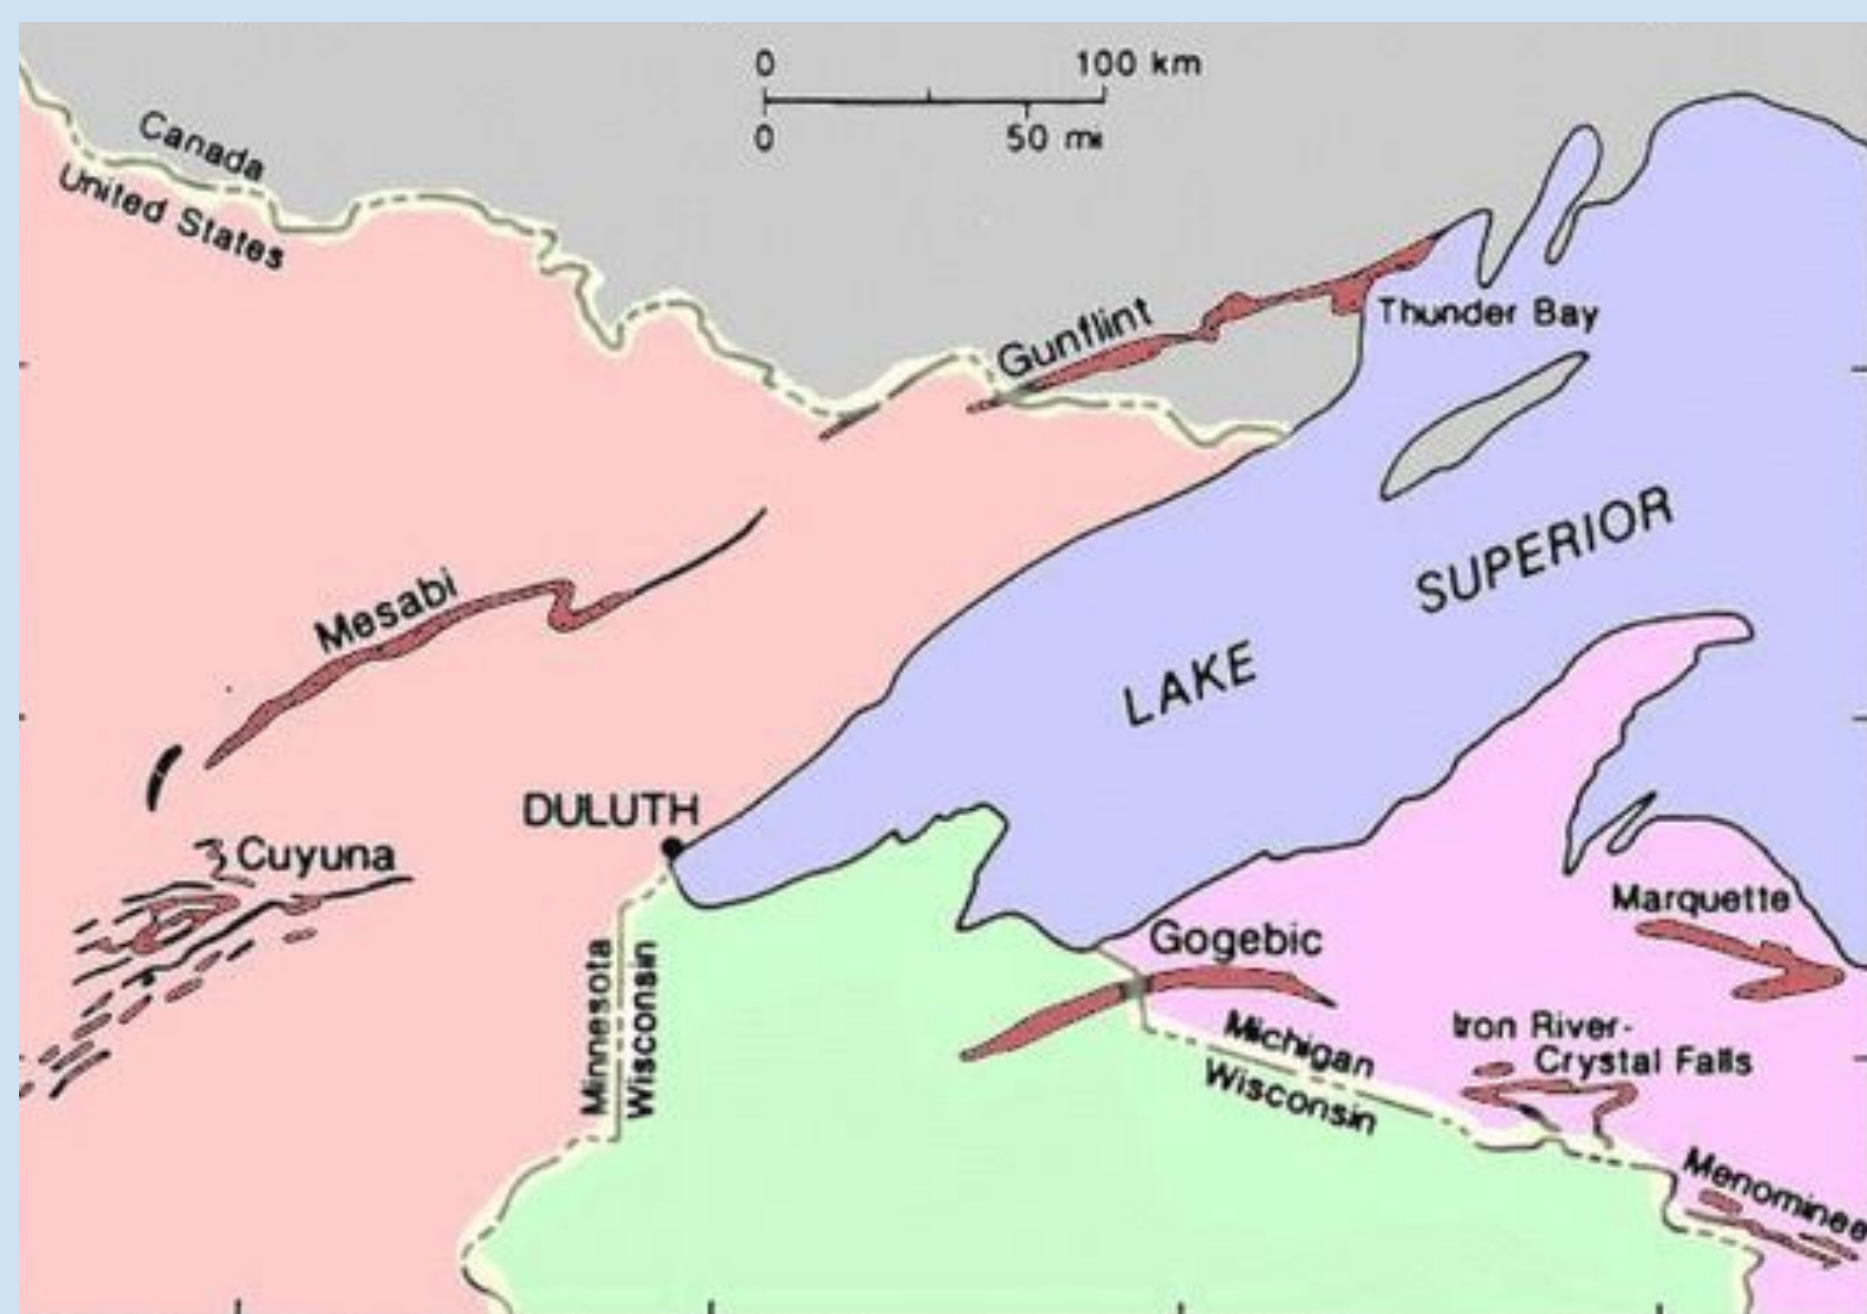 0 100 km
0 50 mi
Canada
United States
Gunflint
Thunder Bay
SUPERIOR
Mesabi
LAKE
DULUTH
Cuyuna
Marquette
Gogebic
Minnesota
Wisconsin
Iron River-
Crystal Falls
Michigan
Wisconsin
Menominee